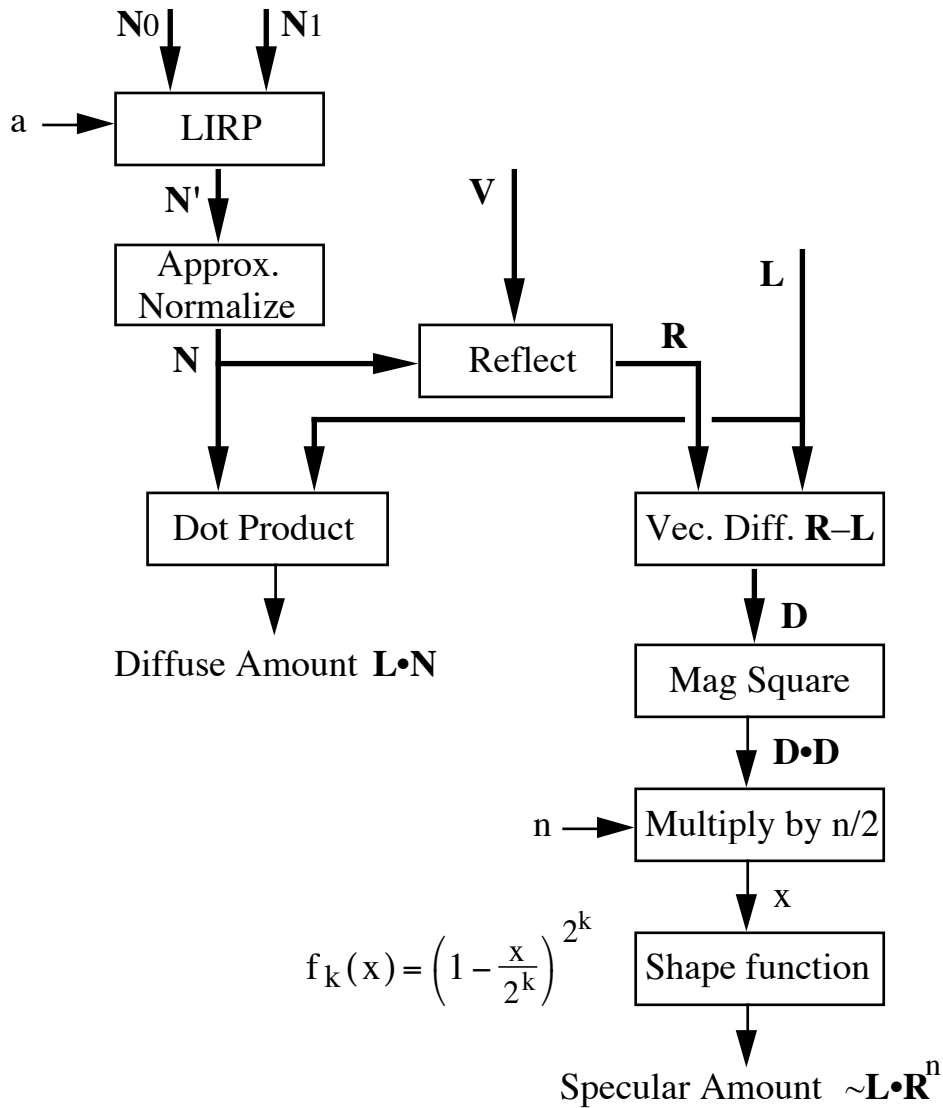 N0 N1
a
LIRP
N'
V
Approx.
Normalize
L
N
Reflect
R
Dot Product
Vec. Diff. R–L
D
Diffuse Amount L•N
Mag Square
D•D
n
Multiply by n/2
x
f_k(x) = (1 – x/2^k)^2^k
Shape function
Specular Amount ~L•R^n